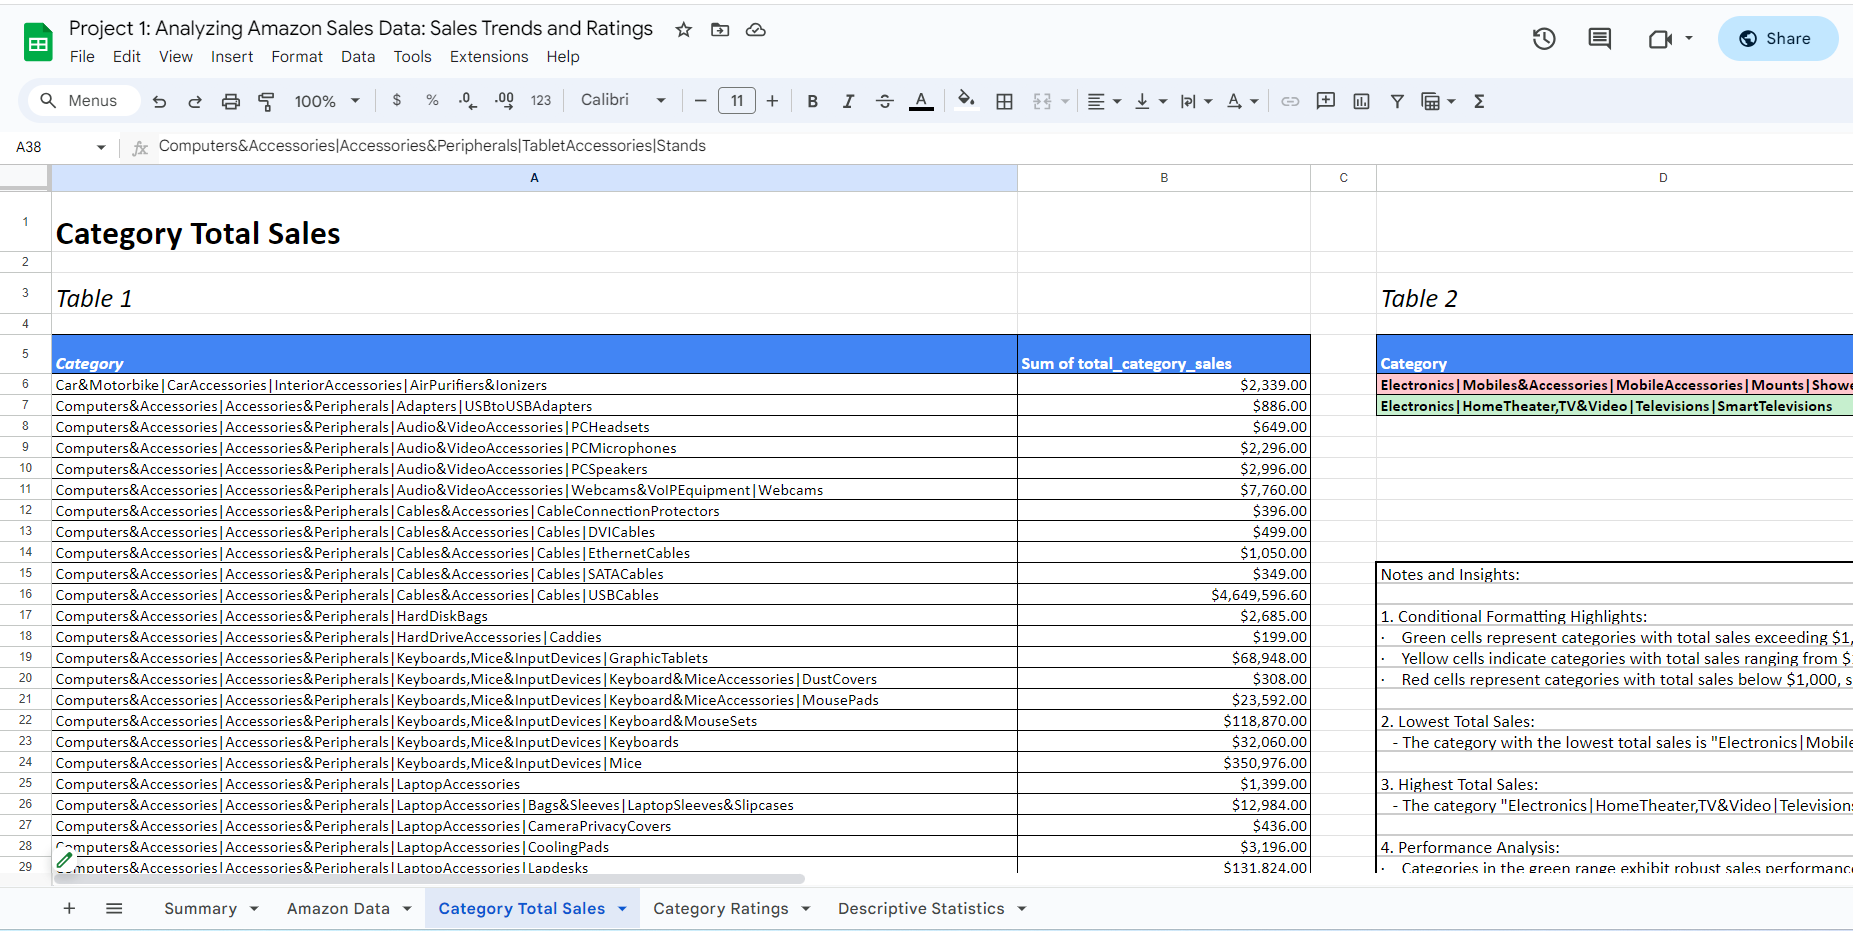 Project 1: Analyzing Amazon Sales Data: Sales Trends and Ratings
File Edit View Insert Format Data Tools Extensions Help
Share
Menus 100% $ % .0 .00 123 Calibri 11 B I A
A38 fx Computers&Accessories|Accessories&Peripherals|TabletAccessories|Stands
A B C D
1 Category Total Sales
2
3 Table 1 Table 2
4
5 Category Sum of total_category_sales Category
6 Car&Motorbike|CarAccessories|InteriorAccessories|AirPurifiers&Ionizers $2,339.00 Electronics|Mobiles&Accessories|MobileAccessories|Mounts|Showe
7 Computers&Accessories|Accessories&Peripherals|Adapters|USBtoUSBAdapters $886.00 Electronics|HomeTheater,TV&Video|Televisions|SmartTelevisions
8 Computers&Accessories|Accessories&Peripherals|Audio&VideoAccessories|PCHeadsets $649.00
9 Computers&Accessories|Accessories&Peripherals|Audio&VideoAccessories|PCMicrophones $2,296.00
10 Computers&Accessories|Accessories&Peripherals|Audio&VideoAccessories|PCSpeakers $2,996.00
11 Computers&Accessories|Accessories&Peripherals|Audio&VideoAccessories|Webcams&VoIPEquipment|Webcams $7,760.00
12 Computers&Accessories|Accessories&Peripherals|Cables&Accessories|CableConnectionProtectors $396.00
13 Computers&Accessories|Accessories&Peripherals|Cables&Accessories|Cables|DVICables $499.00
14 Computers&Accessories|Accessories&Peripherals|Cables&Accessories|Cables|EthernetCables $1,050.00
15 Computers&Accessories|Accessories&Peripherals|Cables&Accessories|Cables|SATACables $349.00 Notes and Insights:
16 Computers&Accessories|Accessories&Peripherals|Cables&Accessories|Cables|USBCables $4,649,596.60
17 Computers&Accessories|Accessories&Peripherals|HardDiskBags $2,685.00 1. Conditional Formatting Highlights:
18 Computers&Accessories|Accessories&Peripherals|HardDriveAccessories|Caddies $199.00 · Green cells represent categories with total sales exceeding $1,
19 Computers&Accessories|Accessories&Peripherals|Keyboards,Mice&InputDevices|GraphicTablets $68,948.00 · Yellow cells indicate categories with total sales ranging from $
20 Computers&Accessories|Accessories&Peripherals|Keyboards,Mice&InputDevices|Keyboard&MiceAccessories|DustCovers $308.00 · Red cells represent categories with total sales below $1,000, s
21 Computers&Accessories|Accessories&Peripherals|Keyboards,Mice&InputDevices|Keyboard&MiceAccessories|MousePads $23,592.00
22 Computers&Accessories|Accessories&Peripherals|Keyboards,Mice&InputDevices|Keyboard&MouseSets $118,870.00 2. Lowest Total Sales:
23 Computers&Accessories|Accessories&Peripherals|Keyboards,Mice&InputDevices|Keyboards $32,060.00 - The category with the lowest total sales is "Electronics|Mobile
24 Computers&Accessories|Accessories&Peripherals|Keyboards,Mice&InputDevices|Mice $350,976.00
25 Computers&Accessories|Accessories&Peripherals|LaptopAccessories $1,399.00 3. Highest Total Sales:
26 Computers&Accessories|Accessories&Peripherals|LaptopAccessories|Bags&Sleeves|LaptopSleeves&Slipcases $12,984.00 - The category "Electronics|HomeTheater,TV&Video|Televisions
27 Computers&Accessories|Accessories&Peripherals|LaptopAccessories|CameraPrivacyCovers $436.00
28 Computers&Accessories|Accessories&Peripherals|LaptopAccessories|CoolingPads $3,196.00 4. Performance Analysis:
29 Computers&Accessories|Accessories&Peripherals|LaptopAccessories|Lapdesks $131,824.00 · Categories in the green range exhibit robust sales performanc
+ Summary Amazon Data Category Total Sales Category Ratings Descriptive Statistics